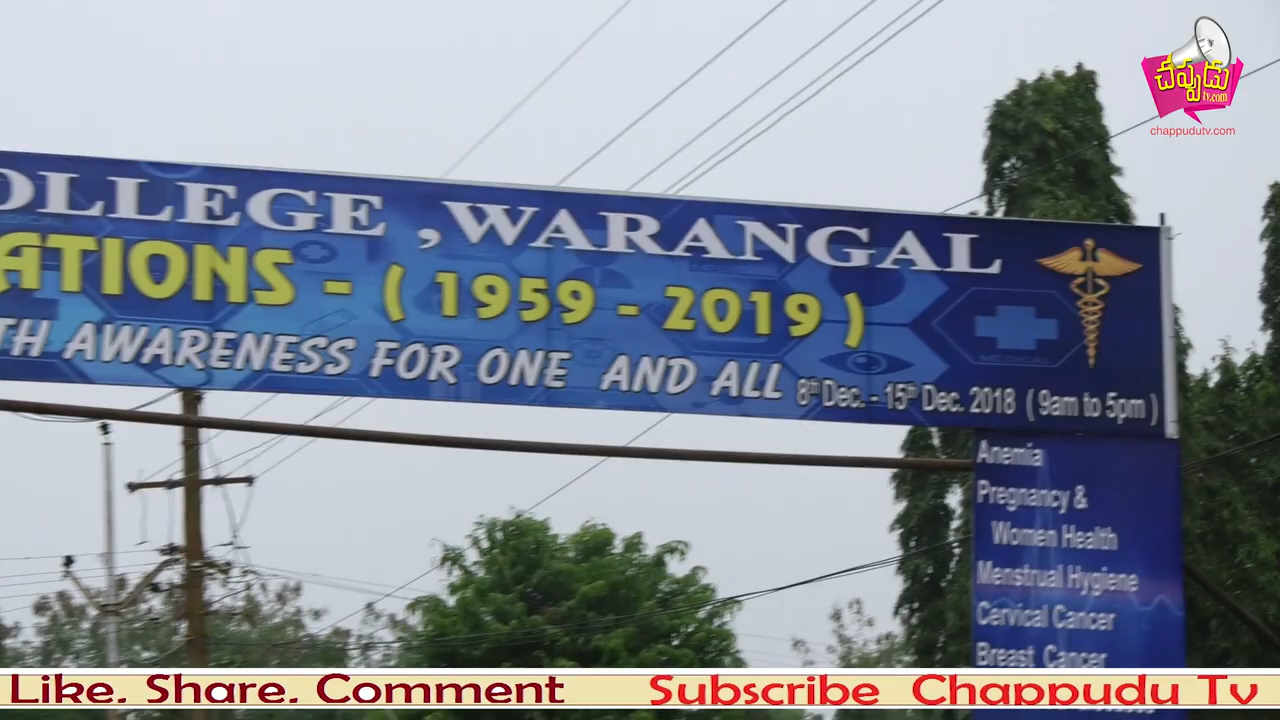 చప్పుడు
tv.com
chappudutv.com
OLLEGE ,WARANGAL
ATIONS - ( 1959 - 2019 )
TH AWARENESS FOR ONE AND ALL 8th Dec. - 15th Dec. 2018 ( 9am to 5pm )
MEDICAL
Anemia
Pregnancy &
Women Health
Menstrual Hygiene
Cervical Cancer
Breast Cancer
Like. Share. Comment Subscribe Chappudu Tv